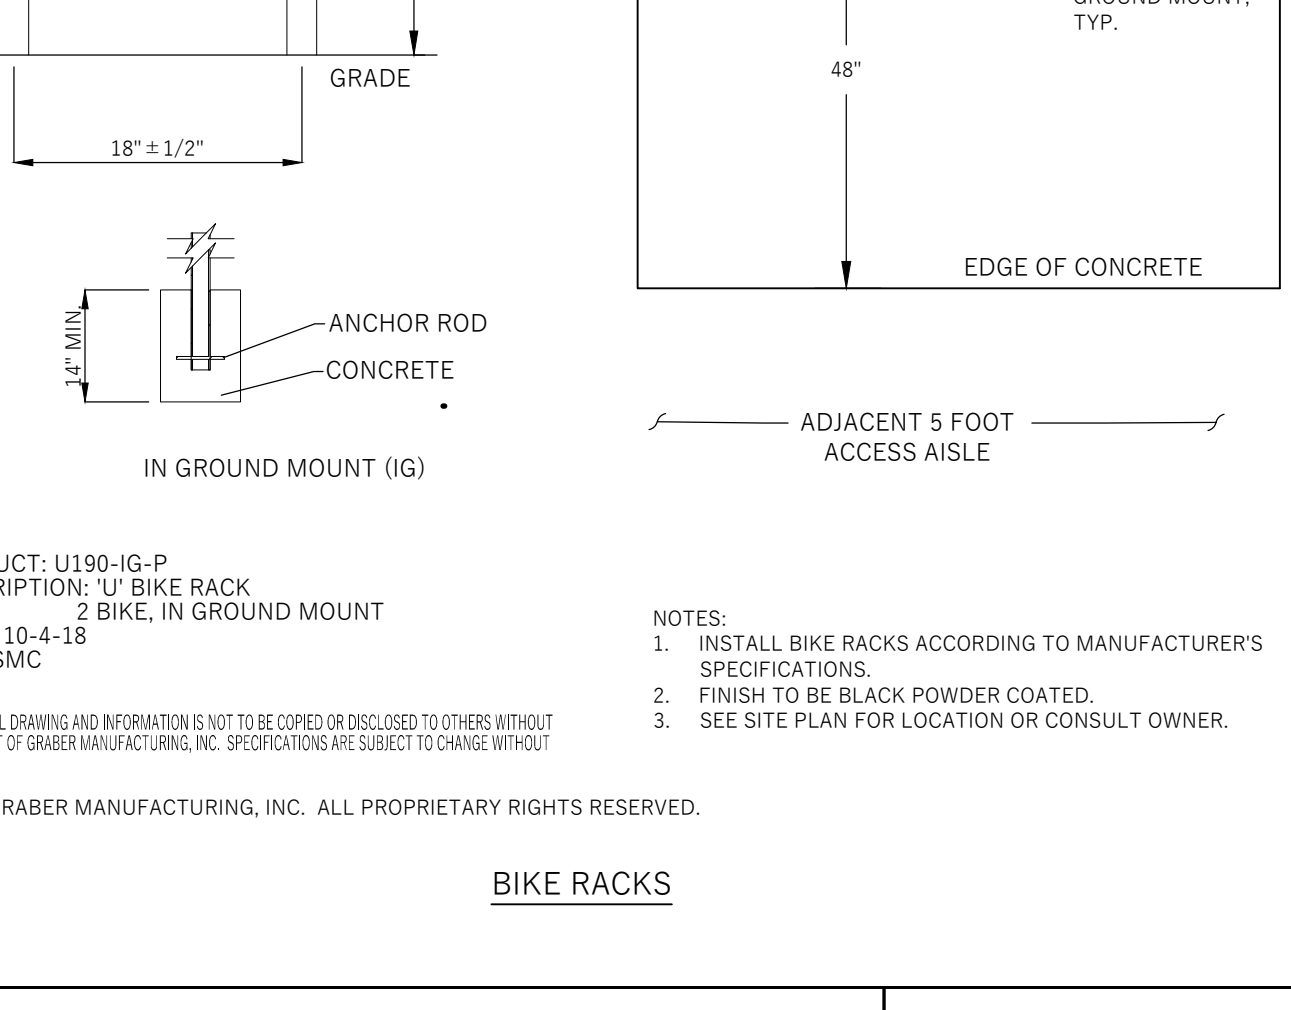 GROUND MOUNT,
TYP.
GRADE
48"
18" ± 1/2"
EDGE OF CONCRETE
14" MIN.
ANCHOR ROD
CONCRETE
ADJACENT 5 FOOT
ACCESS AISLE
IN GROUND MOUNT (IG)
UCT: U190-IG-P
RIPTION: 'U' BIKE RACK
2 BIKE, IN GROUND MOUNT
10-4-18
SMC
NOTES:
1. INSTALL BIKE RACKS ACCORDING TO MANUFACTURER'S
SPECIFICATIONS.
2. FINISH TO BE BLACK POWDER COATED.
3. SEE SITE PLAN FOR LOCATION OR CONSULT OWNER.
L DRAWING AND INFORMATION IS NOT TO BE COPIED OR DISCLOSED TO OTHERS WITHOUT
T OF GRABER MANUFACTURING, INC. SPECIFICATIONS ARE SUBJECT TO CHANGE WITHOUT
RABER MANUFACTURING, INC. ALL PROPRIETARY RIGHTS RESERVED.
BIKE RACKS